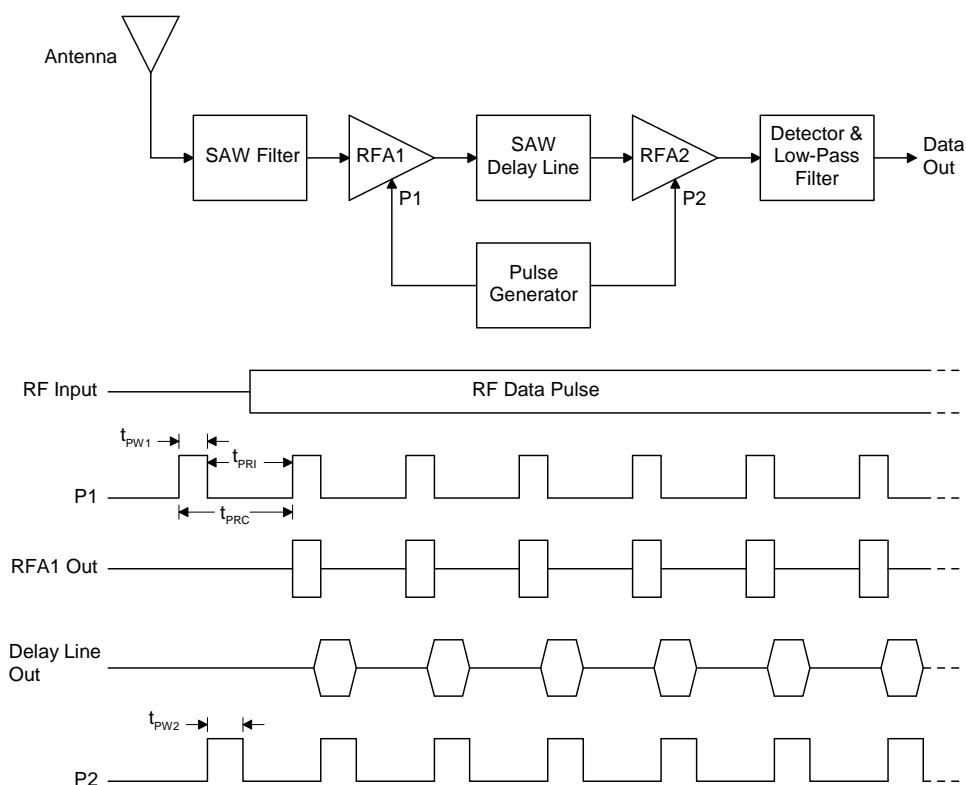 Antenna
SAW Filter
RFA1
SAW
Delay Line
RFA2
Detector &
Low-Pass
Filter
Data
Out
P1
P2
Pulse
Generator
RF Input
RF Data Pulse
tPW1
tPRI
P1
tPRC
RFA1 Out
Delay Line
Out
tPW2
P2